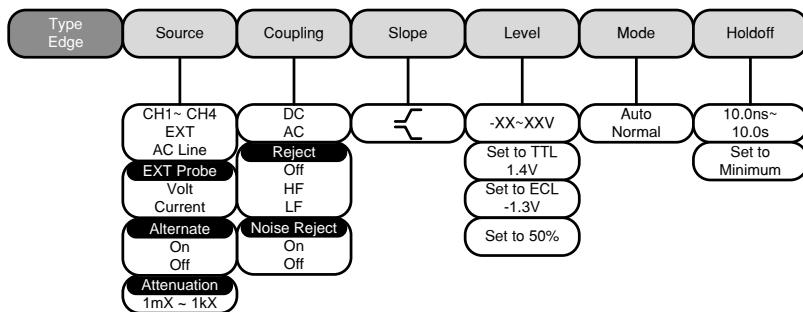 Type
Edge
Source
Coupling
Slope
Level
Mode
Holdoff
CH1~ CH4
EXT
AC Line
EXT Probe
Volt
Current
Alternate
On
Off
Attenuation
1mX ~ 1kX
DC
AC
Reject
Off
HF
LF
Noise Reject
On
Off
-XX~XXV
Set to TTL
1.4V
Set to ECL
-1.3V
Set to 50%
Auto
Normal
10.0ns~
10.0s
Set to
Minimum